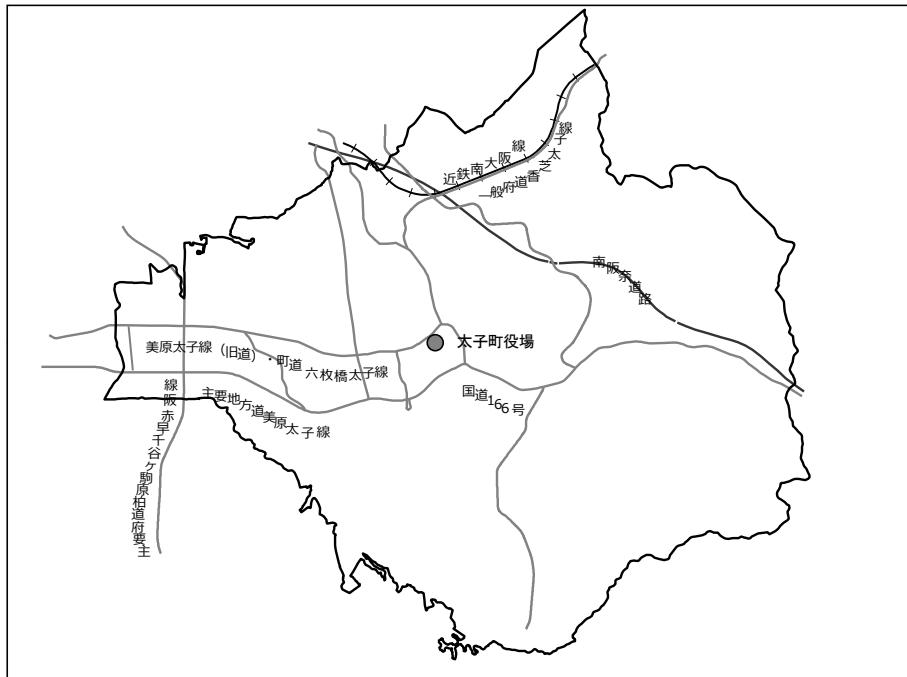 近鉄南大阪線
一般府道香芝太子線
南阪奈道路
太子町役場
美原太子線（旧道）・町道六枚橋太子線
国道166号
主要地方道美原太子線
主要府道柏原駒ヶ谷千早赤阪線